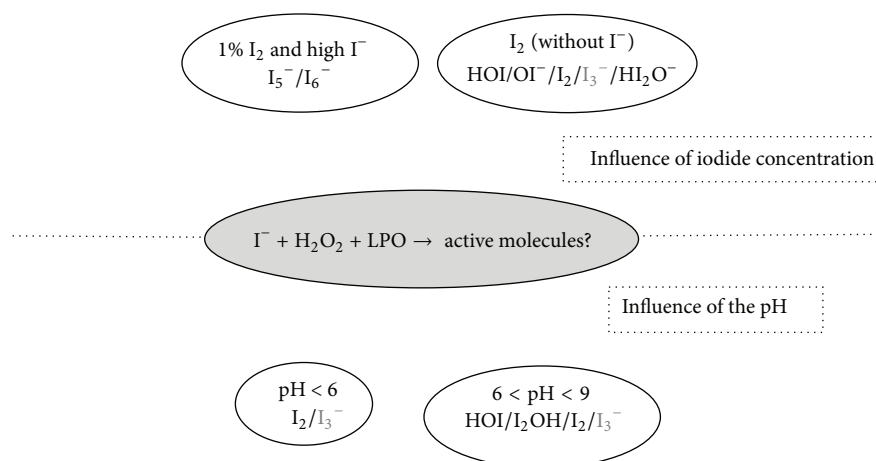 1% I₂ and high I⁻
I₅⁻/I₆⁻
I₂ (without I⁻)
HOI/OI⁻/I₂/I₃⁻/HI₂O⁻
Influence of iodide concentration
I⁻ + H₂O₂ + LPO → active molecules?
Influence of the pH
pH < 6
I₂/I₃⁻
6 < pH < 9
HOI/I₂OH/I₂/I₃⁻